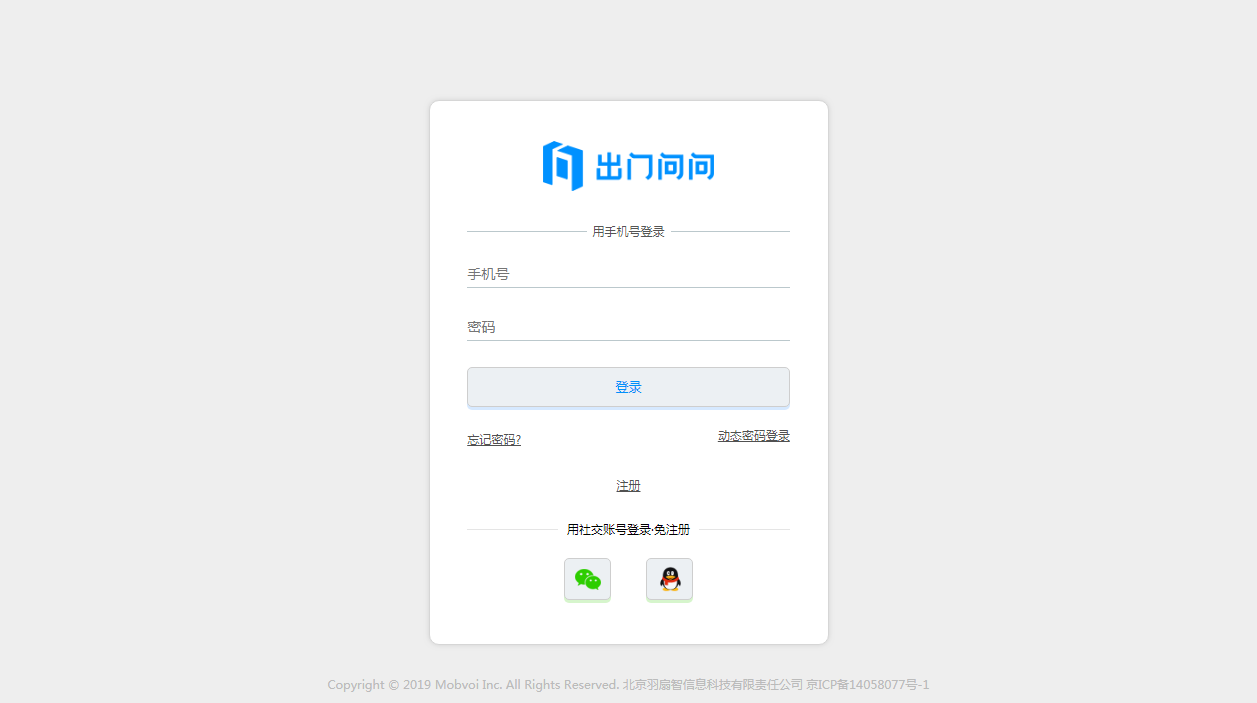 出门问问
用手机号登录
手机号
密码
登录
忘记密码?
动态密码登录
注册
用社交账号登录·免注册
Copyright © 2019 Mobvoi Inc. All Rights Reserved. 北京羽扇智信息科技有限责任公司 京ICP备14058077号-1